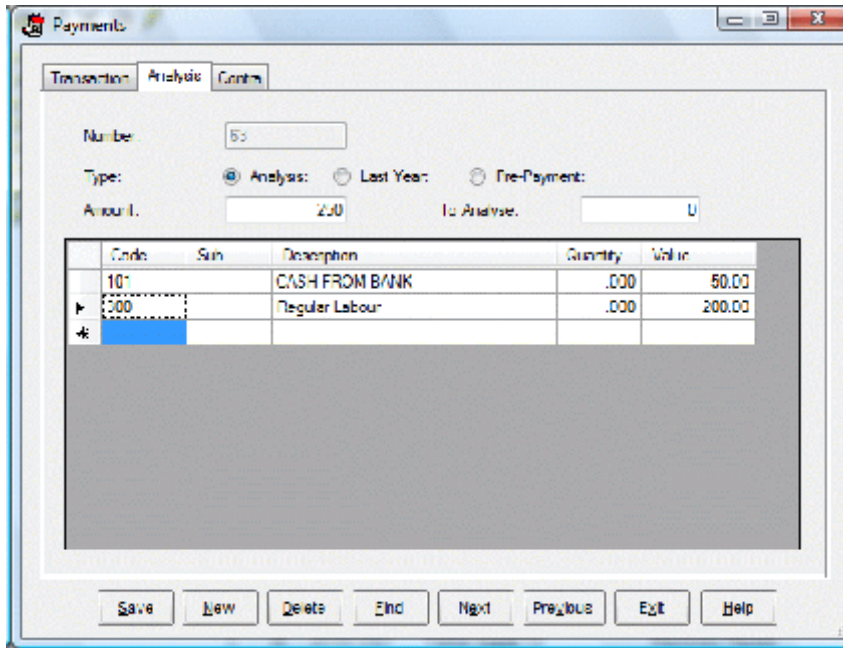 Payments
Transaction Analysis Contra
Number: 63
Type: Analysis: Last Year: Pre-Payment:
Amount: 250 To Analyse: 0
Code Sub Description Quantity Value
101 CASH FROM BANK .000 50.00
Regular Labour .000 200.00
Save New Delete Find Next Previous Exit Help